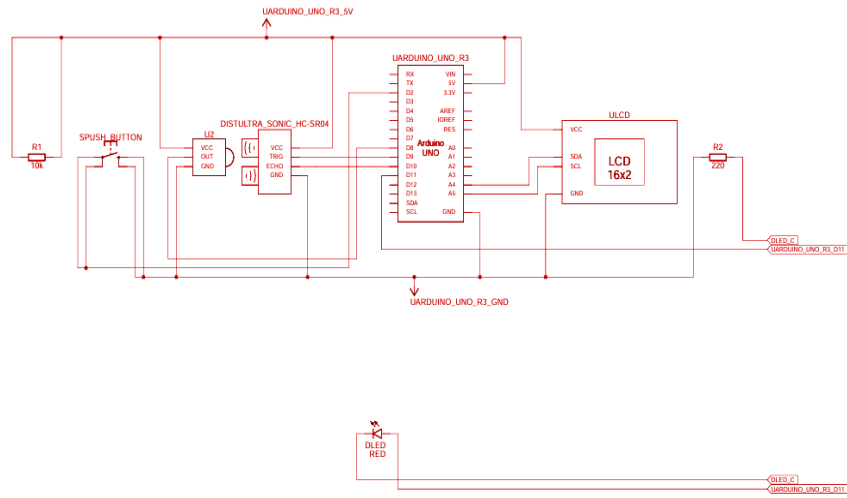 UARDUINO_UNO_R3_5V
UARDUINO_UNO_R3
RX
TX
D2
D3
D4
D5
D6
D7
D8
D9
D10
D11
D12
D13
SDA
SCL
VIN
5V
3.3V
AREF
IOREF
RES
A0
A1
A2
A3
A4
A5
GND
Arduino
UNO
R1
10k
SPUSH_BUTTON
U2
VCC
OUT
GND
DISTULTRA_SONIC_HC-SR04
VCC
TRIG
ECHO
GND
ULCD
VCC
SDA
SCL
GND
LCD
16x2
R2
220
DLED_C
UARDUINO_UNO_R3_D11
UARDUINO_UNO_R3_GND
DLED
RED
DLED_C
UARDUINO_UNO_R3_D11